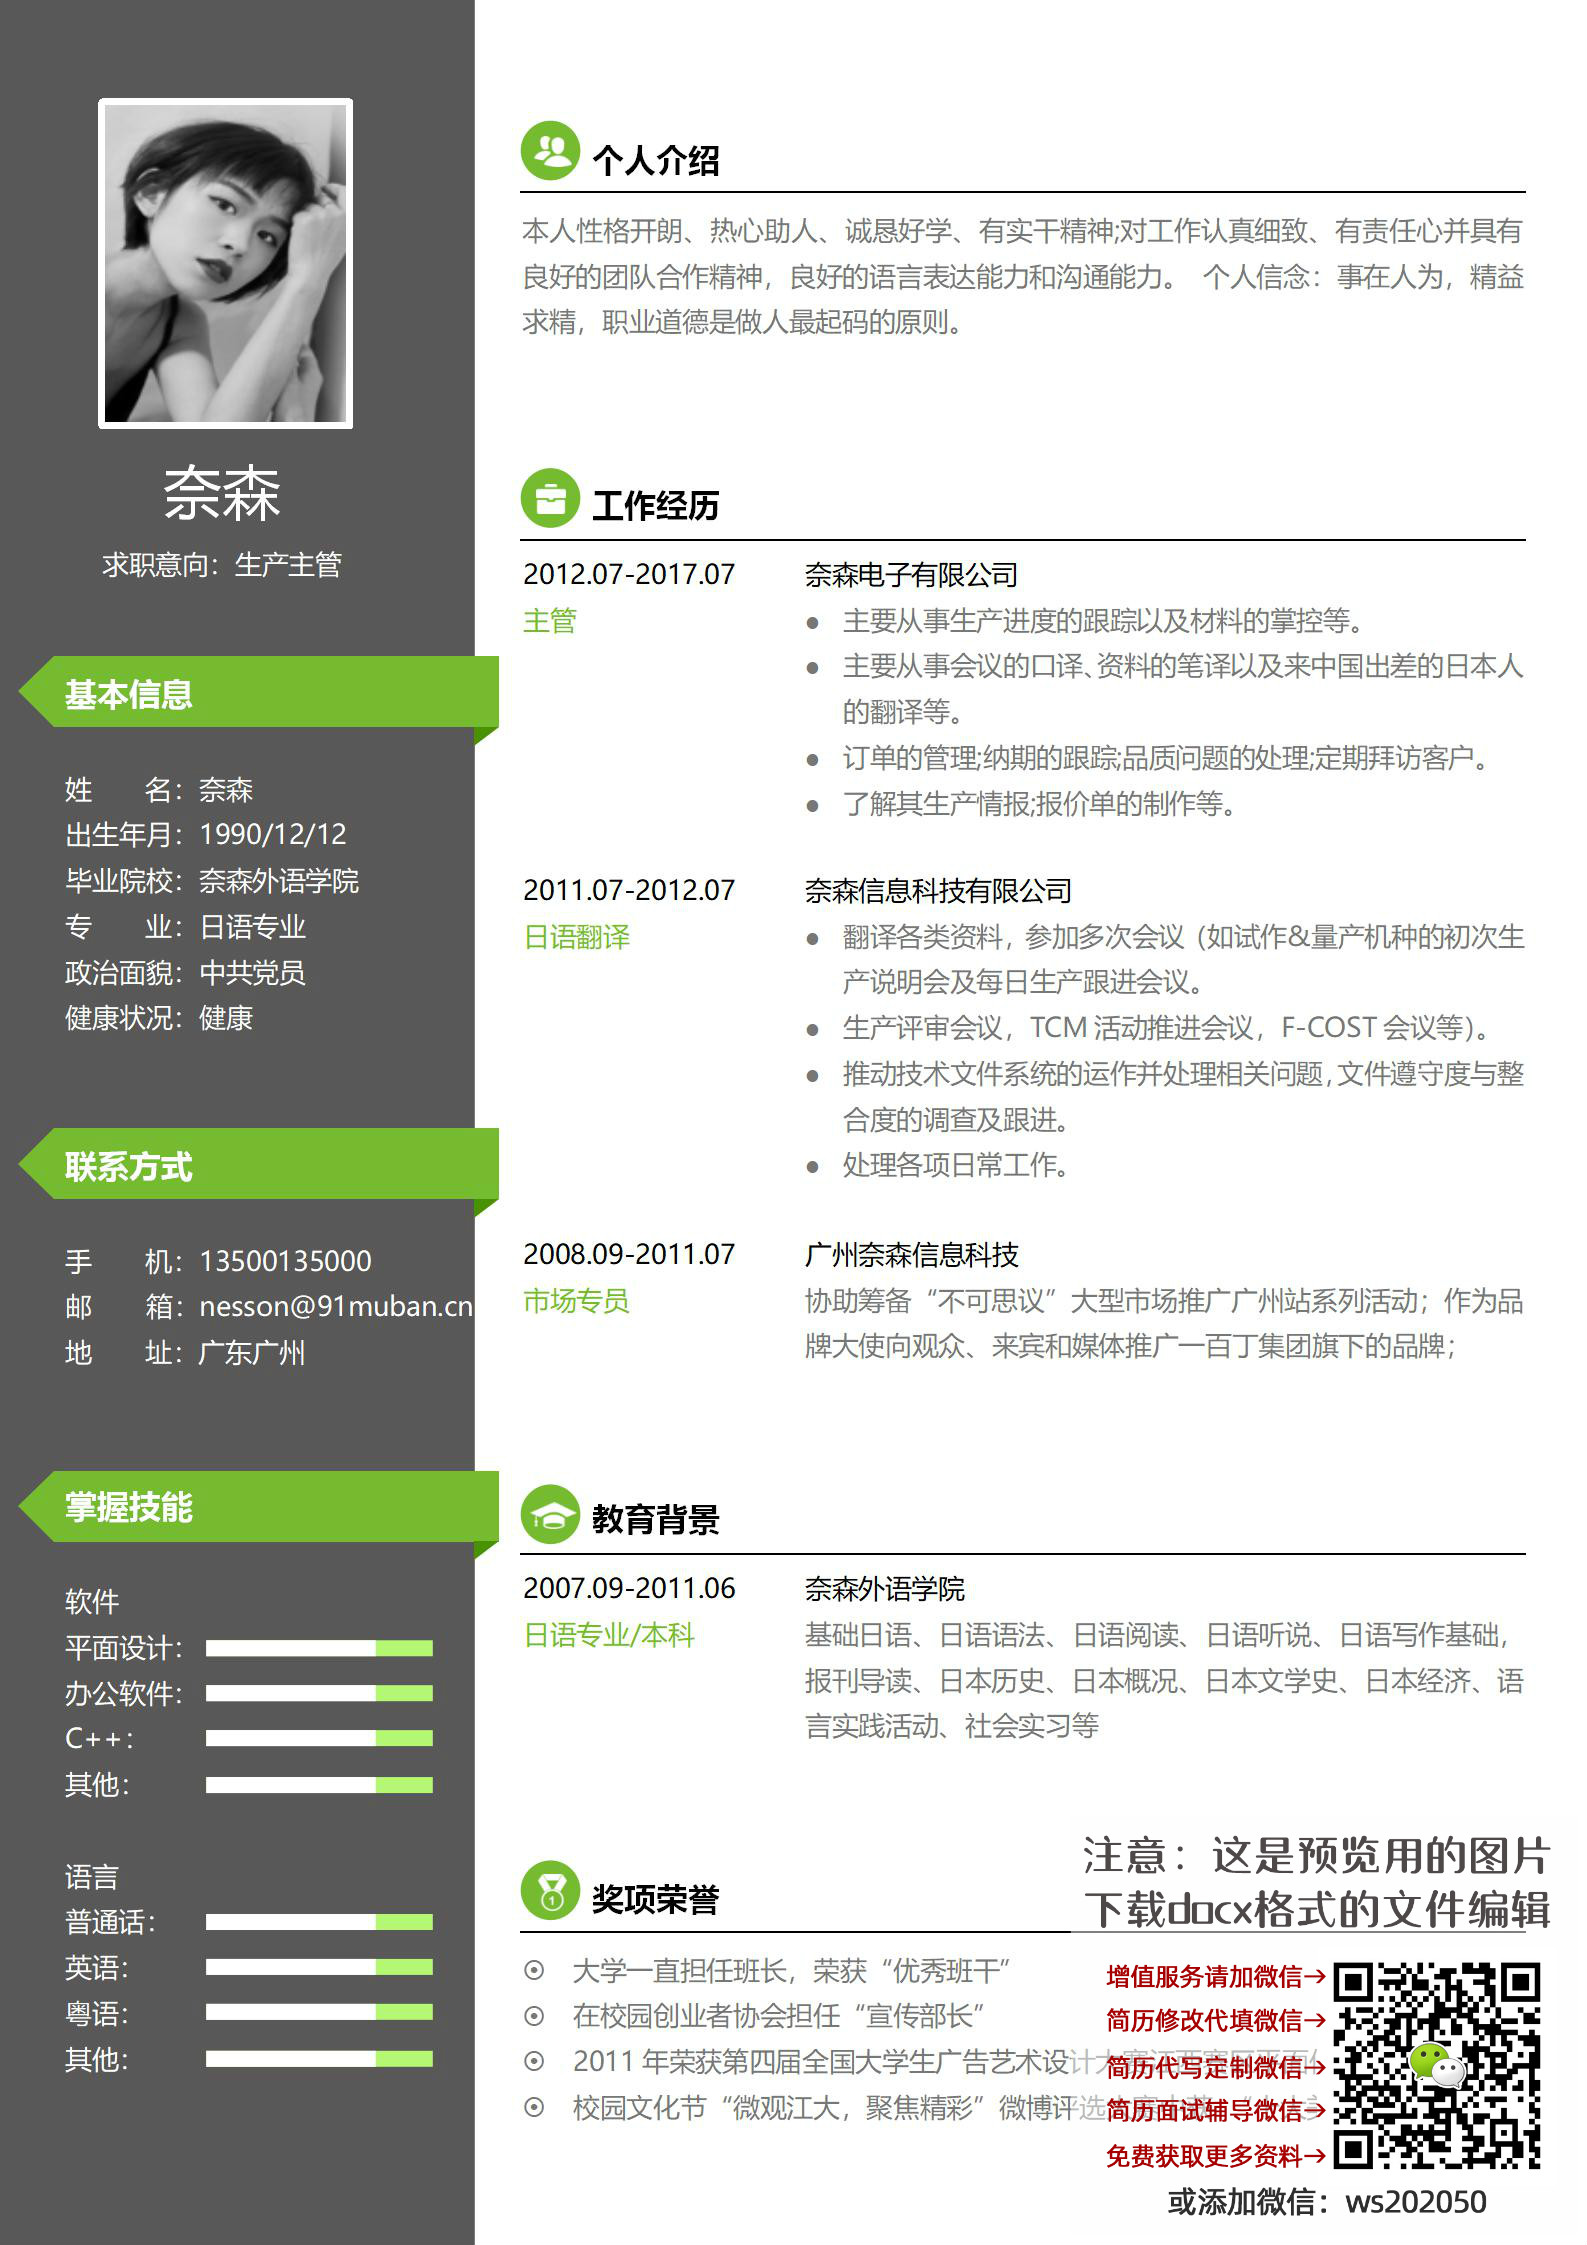 奈森
求职意向：生产主管
基本信息
姓 名：奈森
出生年月：1990/12/12
毕业院校：奈森外语学院
专 业：日语专业
政治面貌：中共党员
健康状况：健康
联系方式
手 机：13500135000
邮 箱：nesson@91muban.cn
地 址：广东广州
掌握技能
软件
平面设计：
办公软件：
C++：
其他：
语言
普通话：
英语：
粤语：
其他：
个人介绍
本人性格开朗、热心助人、诚恳好学、有实干精神;对工作认真细致、有责任心并具有
良好的团队合作精神，良好的语言表达能力和沟通能力。 个人信念：事在人为，精益
求精，职业道德是做人最起码的原则。
工作经历
2012.07-2017.07 奈森电子有限公司
主管
● 主要从事生产进度的跟踪以及材料的掌控等。
● 主要从事会议的口译、资料的笔译以及来中国出差的日本人
的翻译等。
● 订单的管理;纳期的跟踪;品质问题的处理;定期拜访客户。
● 了解其生产情报;报价单的制作等。
2011.07-2012.07 奈森信息科技有限公司
日语翻译
● 翻译各类资料，参加多次会议（如试作&量产机种的初次生
产说明会及每日生产跟进会议。
● 生产评审会议，TCM 活动推进会议，F-COST 会议等）。
● 推动技术文件系统的运作并处理相关问题，文件遵守度与整
合度的调查及跟进。
● 处理各项日常工作。
2008.09-2011.07 广州奈森信息科技
市场专员
协助筹备“不可思议”大型市场推广广州站系列活动；作为品
牌大使向观众、来宾和媒体推广一百丁集团旗下的品牌；
教育背景
2007.09-2011.06 奈森外语学院
日语专业/本科
基础日语、日语语法、日语阅读、日语听说、日语写作基础，
报刊导读、日本历史、日本概况、日本文学史、日本经济、语
言实践活动、社会实习等
奖项荣誉
大学一直担任班长，荣获“优秀班干”
在校园创业者协会担任“宣传部长”
2011 年荣获第四届全国大学生广告艺术设计大赛江西赛区平面
校园文化节“微观江大，聚焦精彩”微博评选
注意：这是预览用的图片
下载docx格式的文件编辑
增值服务请加微信→
简历修改代填微信→
简历代写定制微信→
简历面试辅导微信→
免费获取更多资料→
或添加微信：ws202050